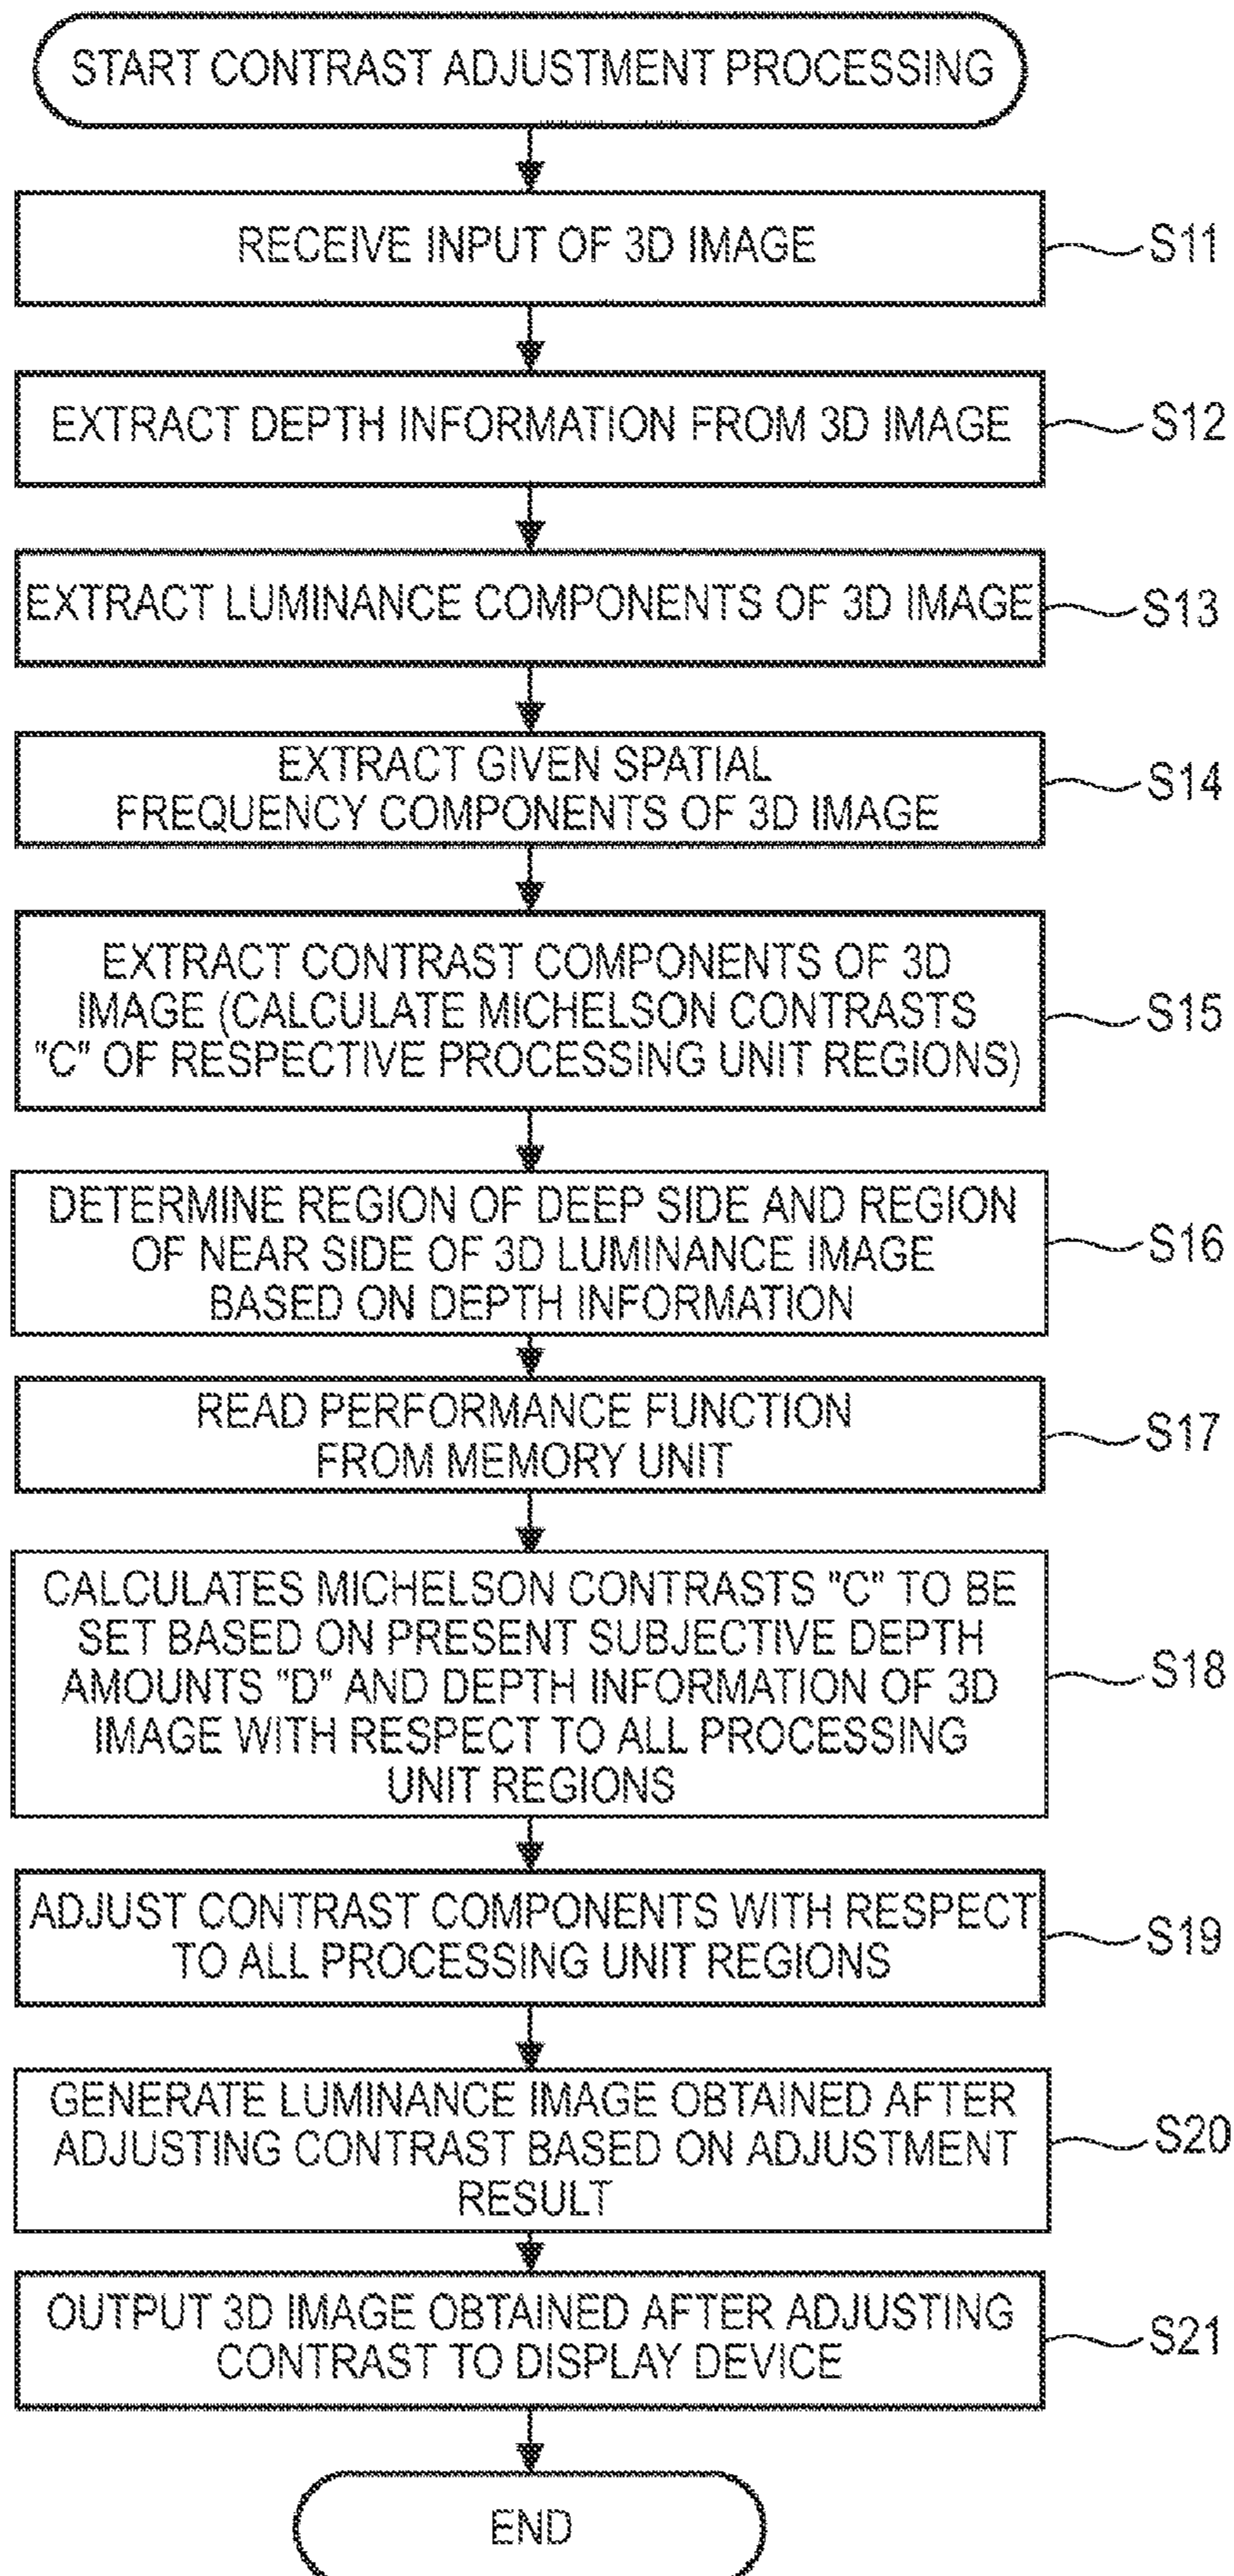 START CONTRAST ADJUSTMENT PROCESSING
RECEIVE INPUT OF 3D IMAGE
S11
EXTRACT DEPTH INFORMATION FROM 3D IMAGE
S12
EXTRACT LUMINANCE COMPONENTS OF 3D IMAGE
S13
EXTRACT GIVEN SPATIAL
FREQUENCY COMPONENTS OF 3D IMAGE
S14
EXTRACT CONTRAST COMPONENTS OF 3D
IMAGE (CALCULATE MICHELSON CONTRASTS
"C" OF RESPECTIVE PROCESSING UNIT REGIONS)
S15
DETERMINE REGION OF DEEP SIDE AND REGION
OF NEAR SIDE OF 3D LUMINANCE IMAGE
BASED ON DEPTH INFORMATION
S16
READ PERFORMANCE FUNCTION
FROM MEMORY UNIT
S17
CALCULATES MICHELSON CONTRASTS "C" TO BE
SET BASED ON PRESENT SUBJECTIVE DEPTH
AMOUNTS "D" AND DEPTH INFORMATION OF 3D
IMAGE WITH RESPECT TO ALL PROCESSING
UNIT REGIONS
S18
ADJUST CONTRAST COMPONENTS WITH RESPECT
TO ALL PROCESSING UNIT REGIONS
S19
GENERATE LUMINANCE IMAGE OBTAINED AFTER
ADJUSTING CONTRAST BASED ON ADJUSTMENT
RESULT
S20
OUTPUT 3D IMAGE OBTAINED AFTER ADJUSTING
CONTRAST TO DISPLAY DEVICE
S21
END